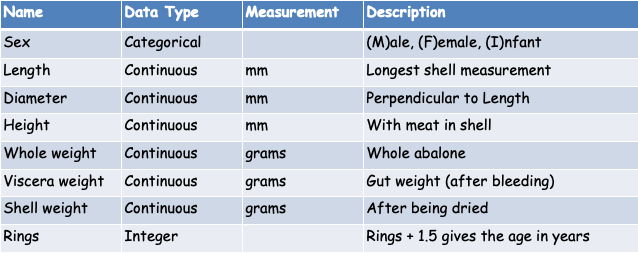 Name Data Type Measurement Description
Sex Categorical (M)ale, (F)emale, (I)nfant
Length Continuous mm Longest shell measurement
Diameter Continuous mm Perpendicular to Length
Height Continuous mm With meat in shell
Whole weight Continuous grams Whole abalone
Viscera weight Continuous grams Gut weight (after bleeding)
Shell weight Continuous grams After being dried
Rings Integer Rings + 1.5 gives the age in years